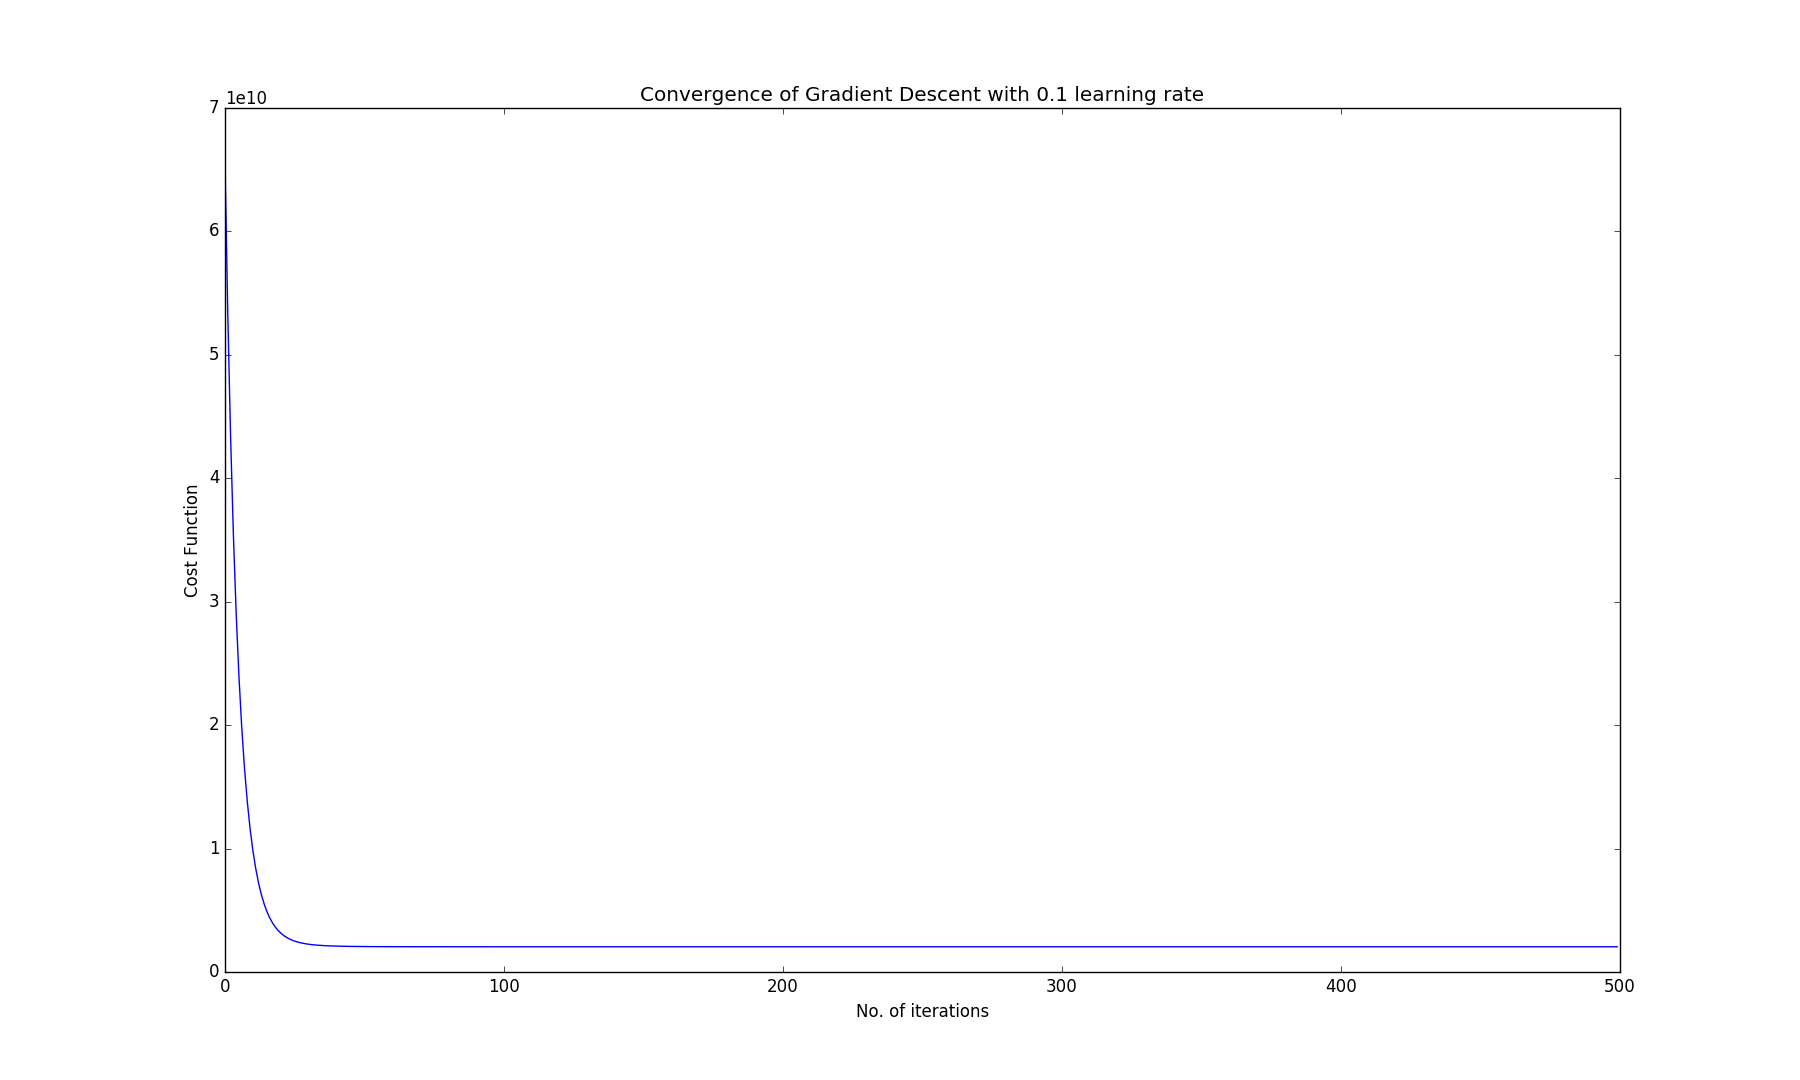 Convergence of Gradient Descent with 0.1 learning rate
1e10
7
6
5
4
3
2
1
0
Cost Function
0 100 200 300 400 500
No. of iterations